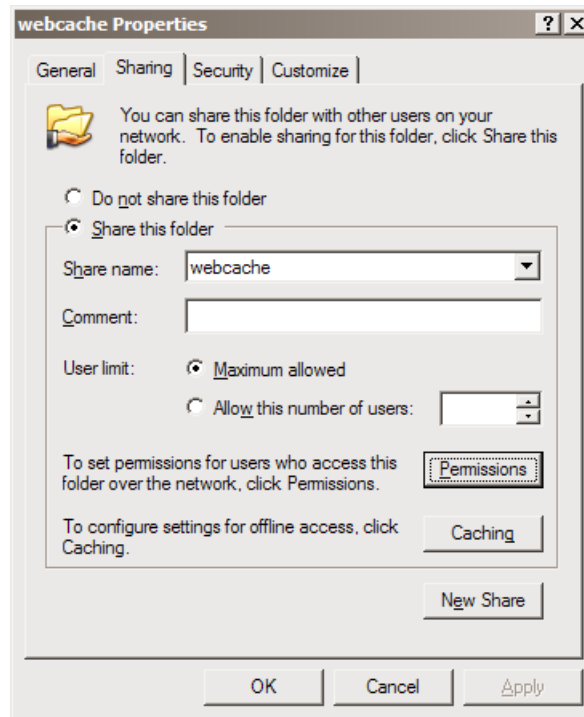 webcache Properties
General Sharing Security Customize
You can share this folder with other users on your
network. To enable sharing for this folder, click Share this
folder.
Do not share this folder
Share this folder
Share name: webcache
Comment:
User limit: Maximum allowed
Allow this number of users:
To set permissions for users who access this
folder over the network, click Permissions.
Permissions
To configure settings for offline access, click
Caching.
Caching
New Share
OK Cancel Apply